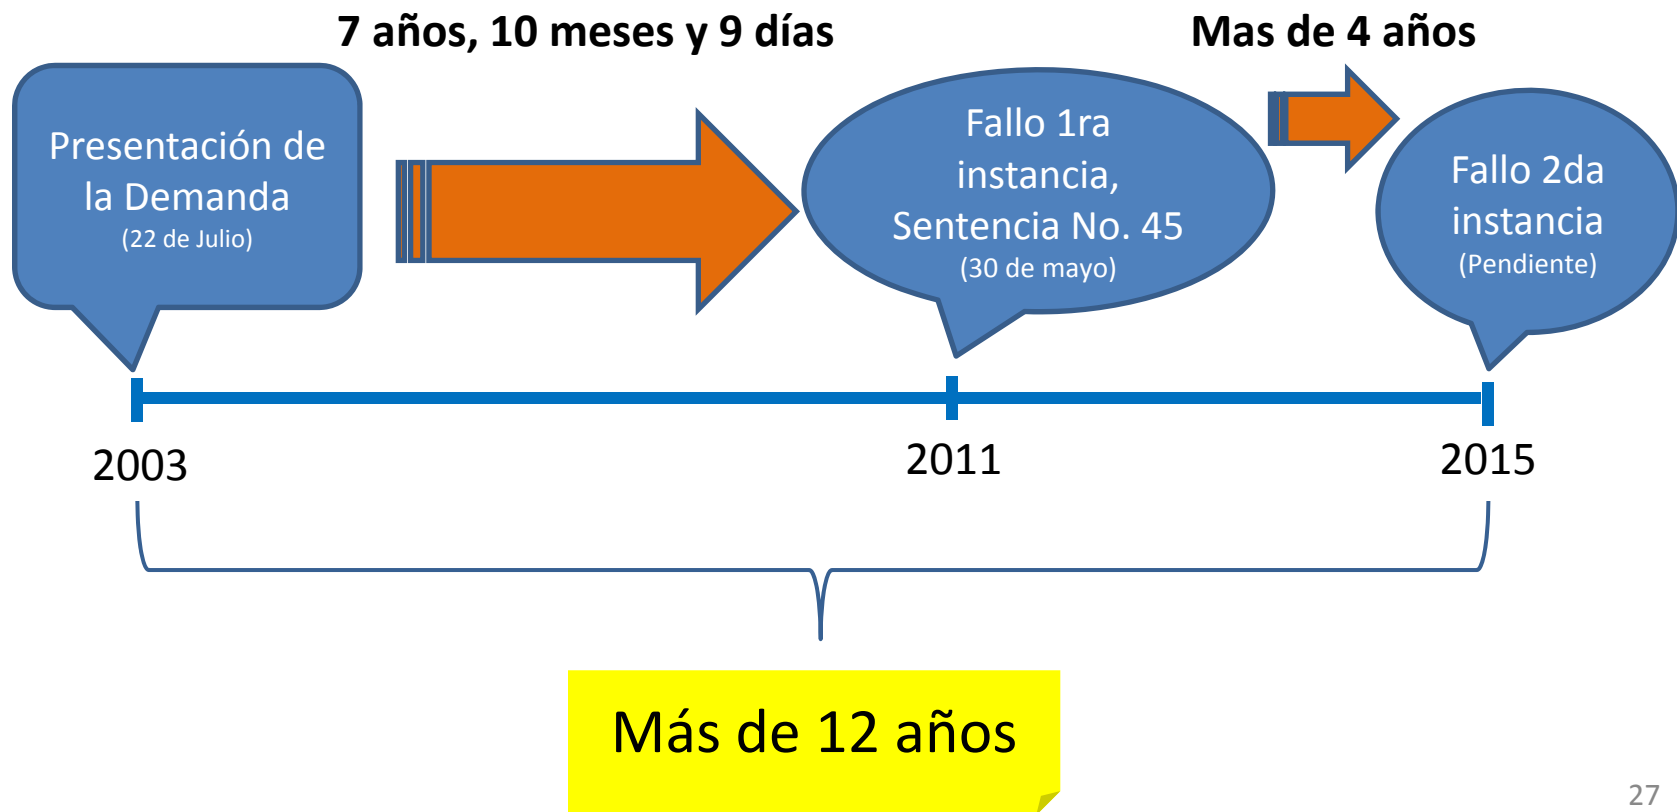 7 años, 10 meses y 9 días
Mas de 4 años
Presentación de
la Demanda
(22 de Julio)
Fallo 1ra
instancia,
Sentencia No. 45
(30 de mayo)
Fallo 2da
instancia
(Pendiente)
2003
2011
2015
Más de 12 años
27